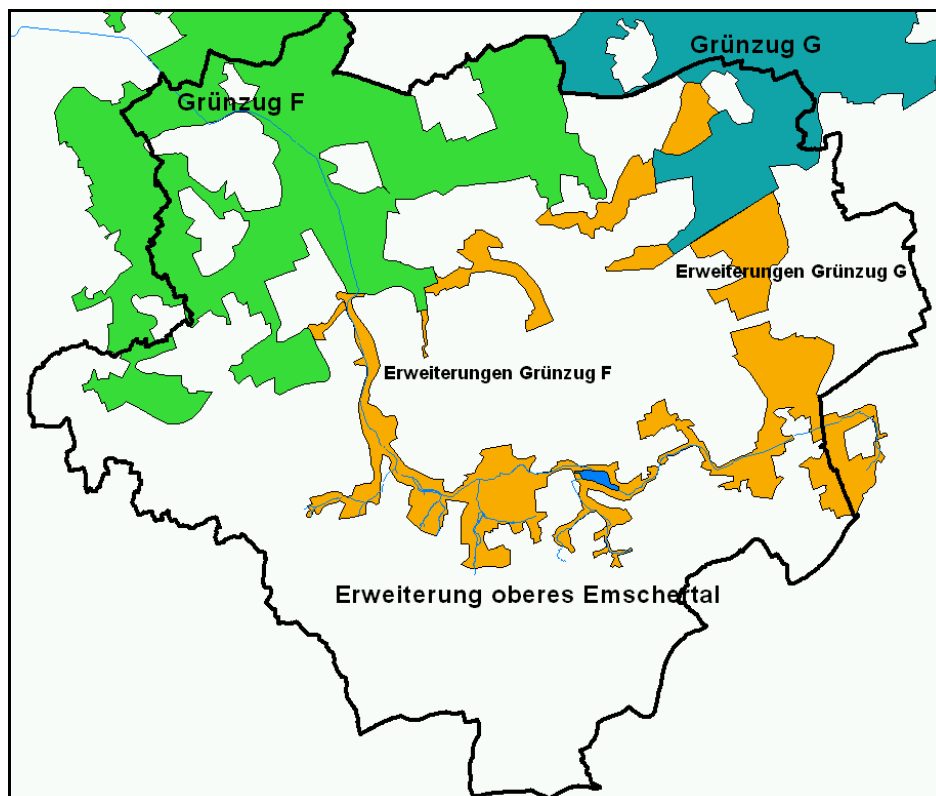 Grünzug G
Grünzug F
Erweiterungen Grünzug G
Erweiterungen Grünzug F
Erweiterung oberes Emschertal